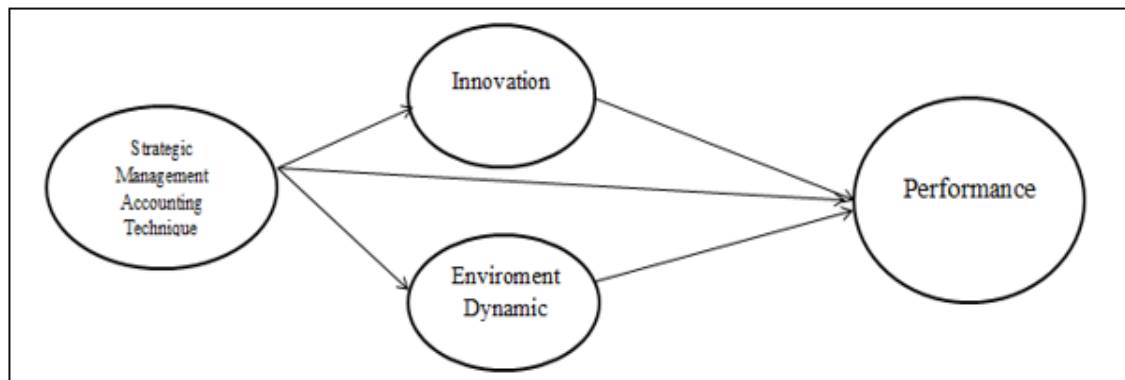 Strategic
Management
Accounting
Technique
Innovation
Enviroment
Dynamic
Performance